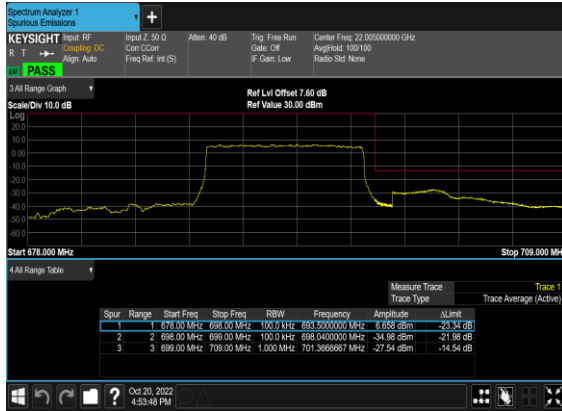 Spectrum Analyzer 1
Spurious Emissions
+
KEYSIGHT Input: RF Input Z: 50 Ω Atten: 40 dB Trig: Free Run Center Freq: 22.005000000 GHz
R T Coupling: DC Corr CCorr Gate: Off Avg|Hold: 100/100
Align: Auto Freq Ref: Int (S) IF Gain: Low Radio Std: None
LU PASS
3 All Range Graph
Ref Lvl Offset 7.60 dB
Scale/Div 10.0 dB Ref Value 30.00 dBm
Log
20.0
10.0
0.00
-10.0
-20.0
-30.0
-40.0
-50.0
-60.0
Start 678.000 MHz Stop 709.000 MHz
4 All Range Table
Measure Trace Trace 1
Trace Type Trace Average (Active)
Spur Range Start Freq Stop Freq RBW Frequency Amplitude ΔLimit
1 1 678.00 MHz 698.00 MHz 100.0 kHz 693.5000000 MHz 6.658 dBm -23.34 dB
2 2 698.00 MHz 699.00 MHz 100.0 kHz 698.0400000 MHz -34.98 dBm -21.98 dB
3 3 699.00 MHz 709.00 MHz 1.000 MHz 701.3666667 MHz -27.54 dBm -14.54 dB
? Oct 20, 2022
4:53:48 PM